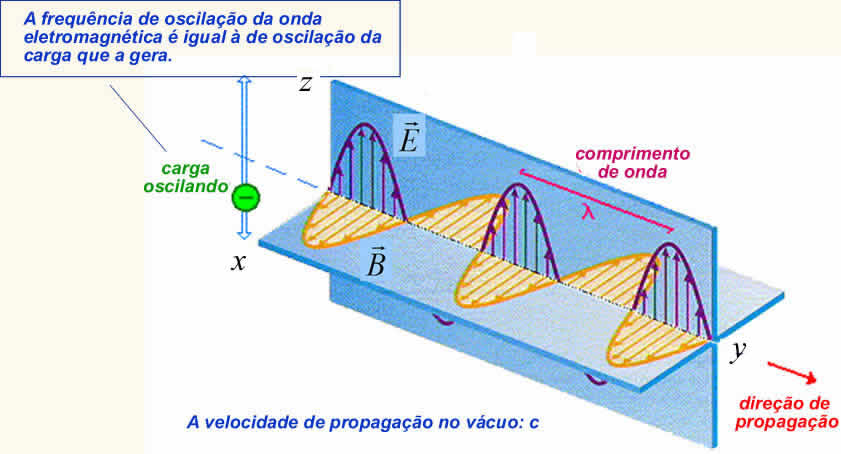 A frequência de oscilação da onda
eletromagnética é igual à de oscilação da
carga que a gera.
z
E
comprimento
de onda
carga
oscilando
λ
x
B
y
direção de
propagação
A velocidade de propagação no vácuo: c